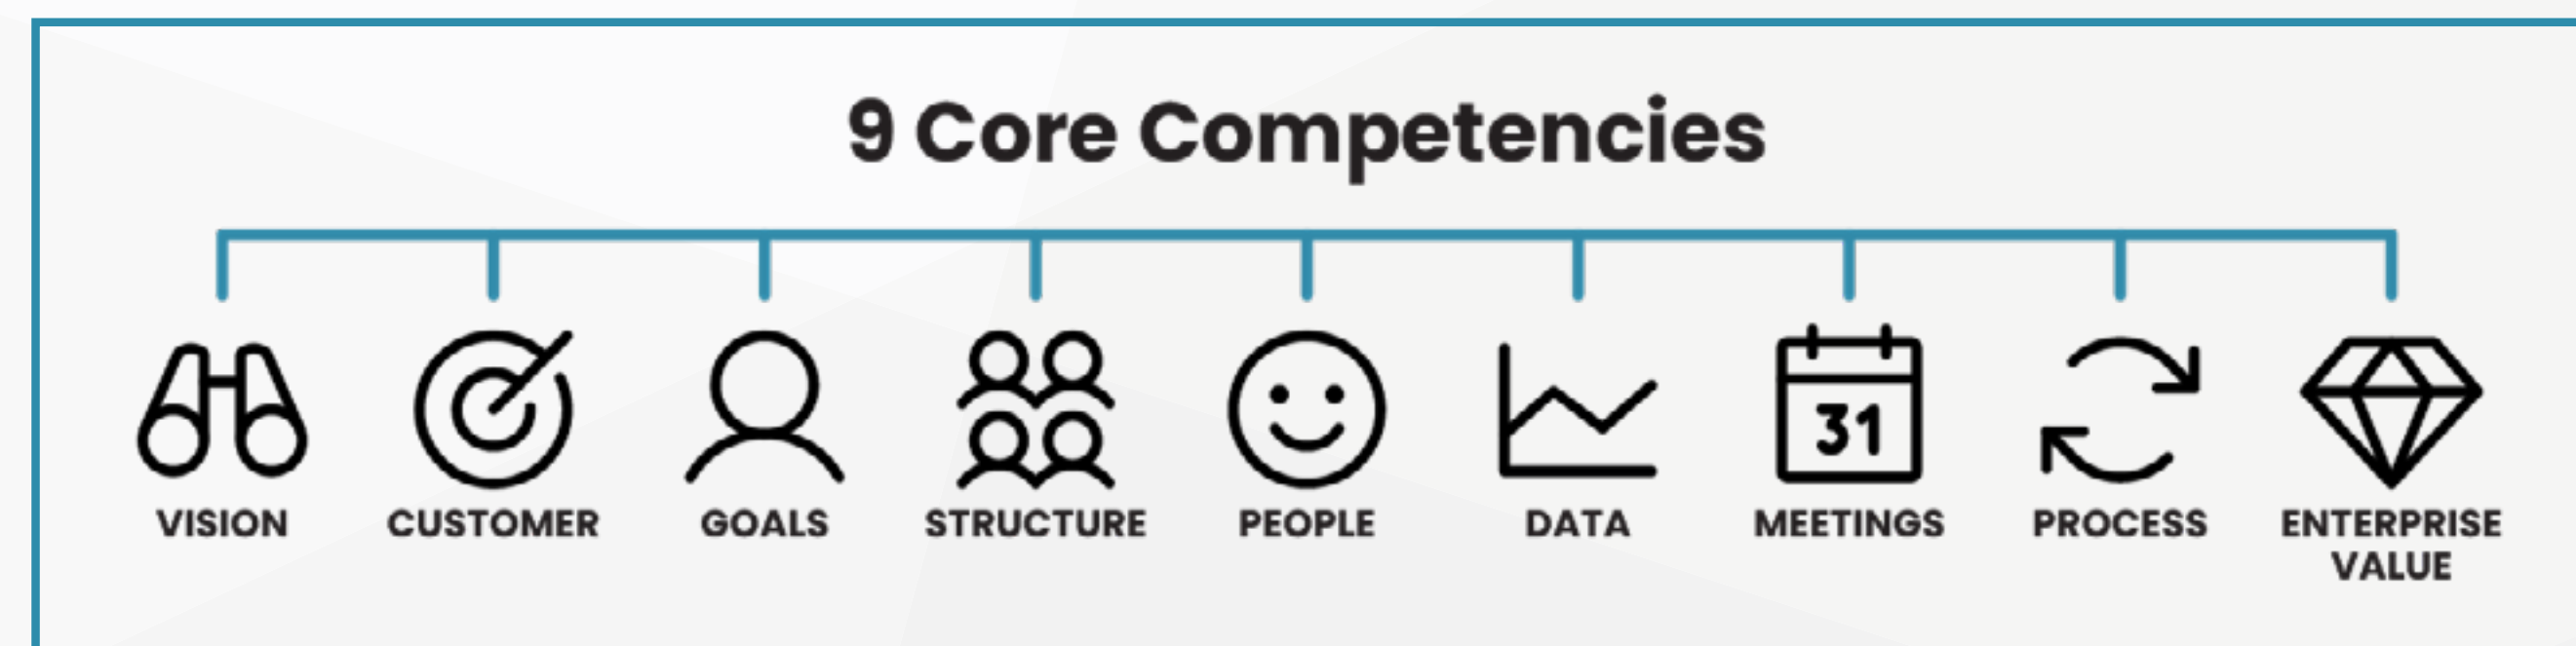 9 Core Competencies
VISION
CUSTOMER
GOALS
STRUCTURE
PEOPLE
DATA
31
MEETINGS
PROCESS
ENTERPRISE
VALUE